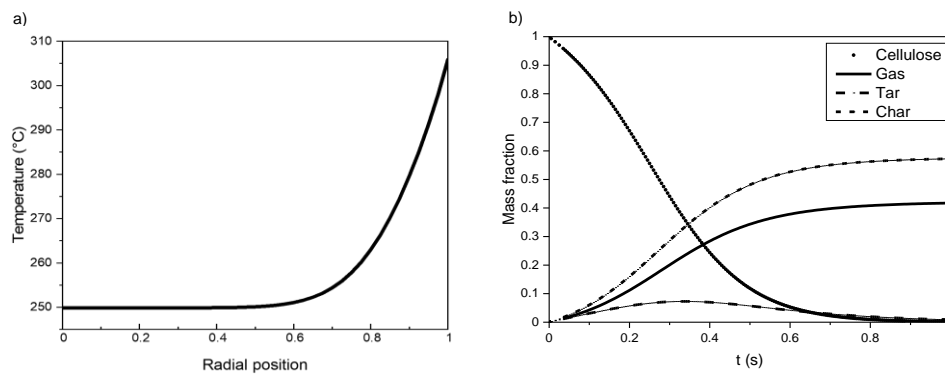 a)
310
300
290
280
270
260
250
Temperature (°C)
0
0.2
0.4
0.6
0.8
1
Radial position
b)
1
0.9
0.8
0.7
0.6
0.5
0.4
0.3
0.2
0.1
0
Mass fraction
Cellulose
Gas
Tar
Char
0
0.2
0.4
0.6
0.8
t (s)